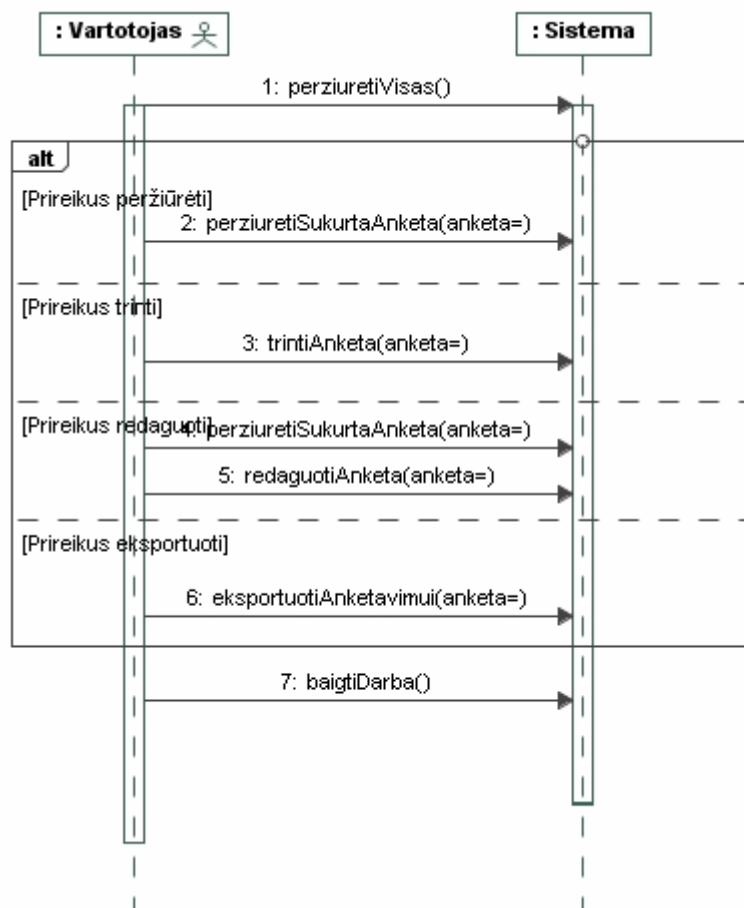 : Vartotojas
: Sistema
1: perziuretiVisas()
alt
[Prireikus peržiūrėti]
2: perziuretiSukurtaAnketa(anketa=)
[Prireikus trinti]
3: trintiAnketa(anketa=)
[Prireikus redaguoti]
4: perziuretiSukurtaAnketa(anketa=)
5: redaguotiAnketa(anketa=)
[Prireikus eksportuoti]
6: eksportuotiAnketavimui(anketa=)
7: baigtiDarba()